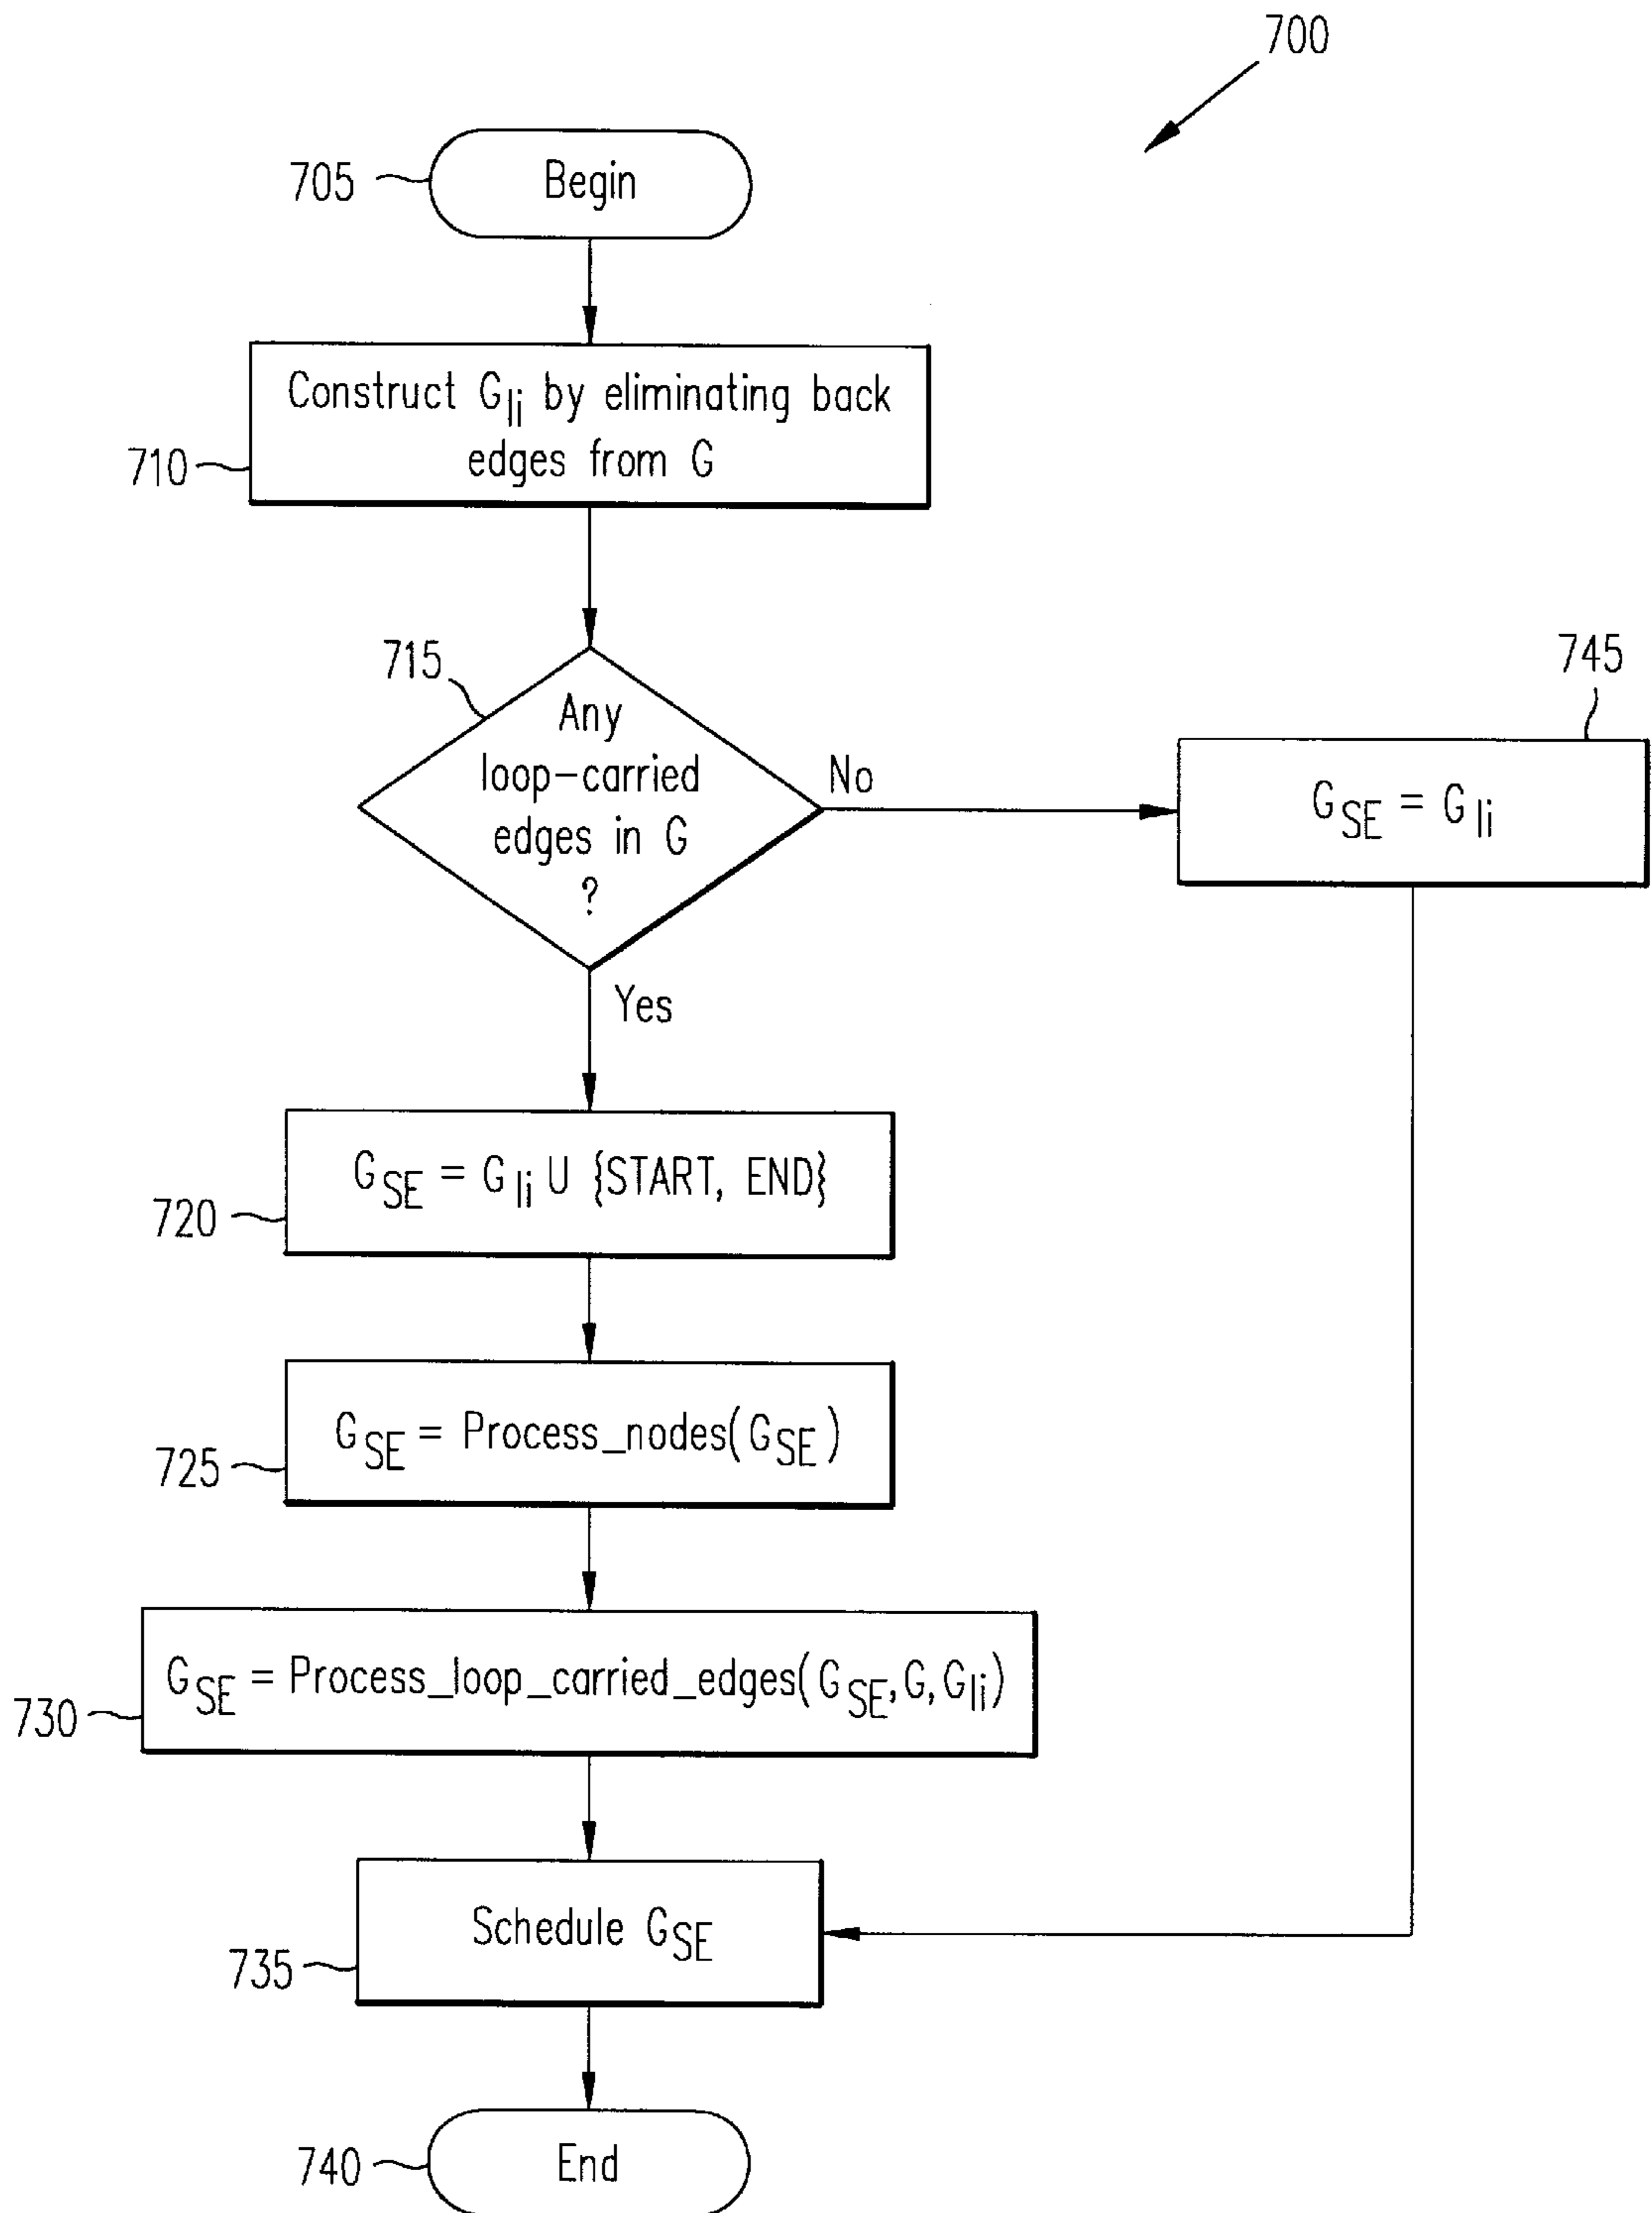 700
705
Begin
Construct G_li by eliminating back
edges from G
710
715
Any
loop-carried
edges in G
?
No
745
G_SE = G_li
Yes
G_SE = G_li U {START, END}
720
G_SE = Process_nodes(G_SE)
725
G_SE = Process_loop_carried_edges(G_SE,G,G_li)
730
Schedule G_SE
735
End
740